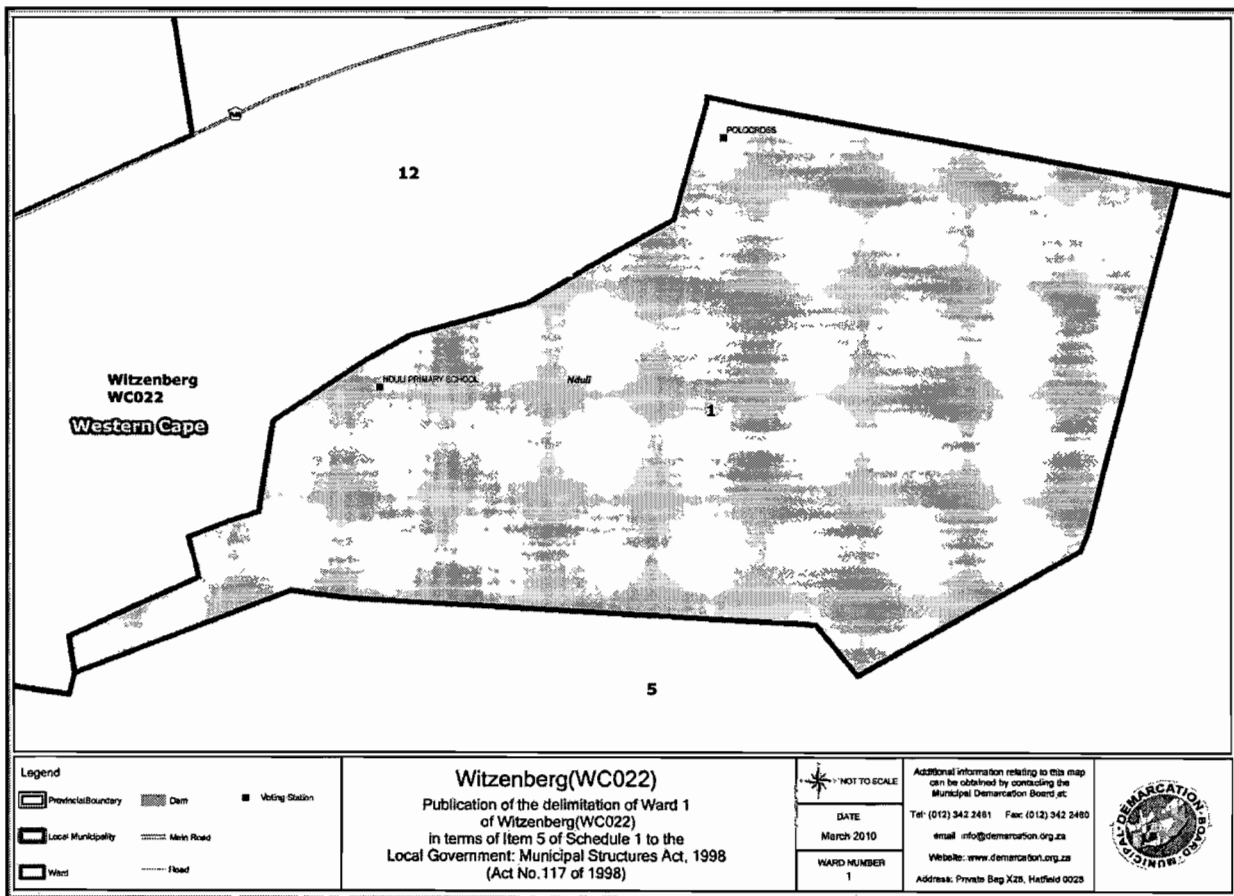 POLOCROSS
12
NDULI PRIMARY SCHOOL
Nduli
1
Witzenberg
WC022
Western Cape
5
Legend
ProvincialBoundary
Dam
Voting Station
Local Municipality
Main Road
Ward
Road
Witzenberg(WC022)
Publication of the delimitation of Ward 1
of Witzenberg(WC022)
in terms of Item 5 of Schedule 1 to the
Local Government: Municipal Structures Act, 1998
(Act No.117 of 1998)
NOT TO SCALE
DATE
March 2010
WARD NUMBER
1
Additional information relating to this map
can be obtained by contacting the
Municipal Demarcation Board at:
Tel: (012) 342 2481 Fax: (012) 342 2480
email info@demarcation.org.za
Website: www.demarcation.org.za
Address: Private Bag X28, Hatfield 0028
MUNICIPAL DEMARCATION BOARD